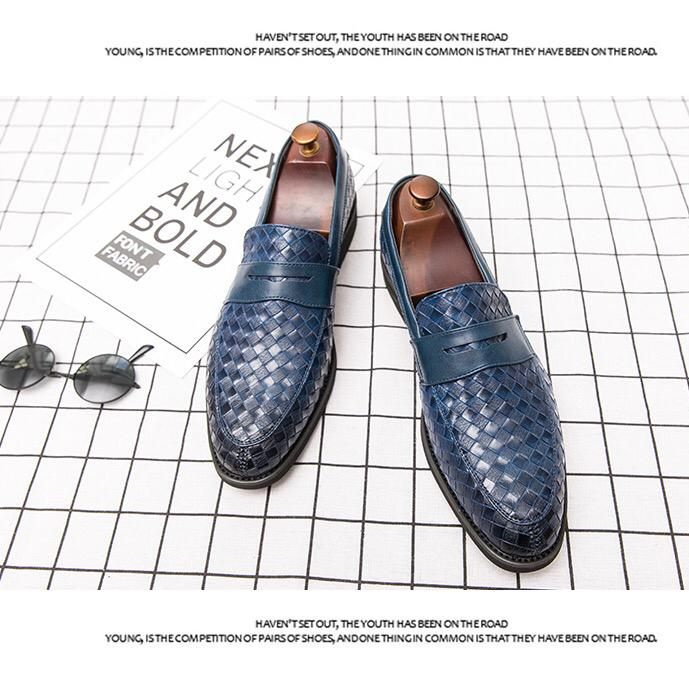 HAVEN'T SET OUT, THE YOUTH HAS BEEN ON THE ROAD
YOUNG, IS THE COMPETITION OF PAIRS OF SHOES, AND ONE THING IN COMMON IS THAT THEY HAVE BEEN ON THE ROAD.
NEX
LIGH
AND
BOLD
FONT
FABRIC
HAVEN'T SET OUT, THE YOUTH HAS BEEN ON THE ROAD
YOUNG, IS THE COMPETITION OF PAIRS OF SHOES, AND ONE THING IN COMMON IS THAT THEY HAVE BEEN ON THE ROAD.